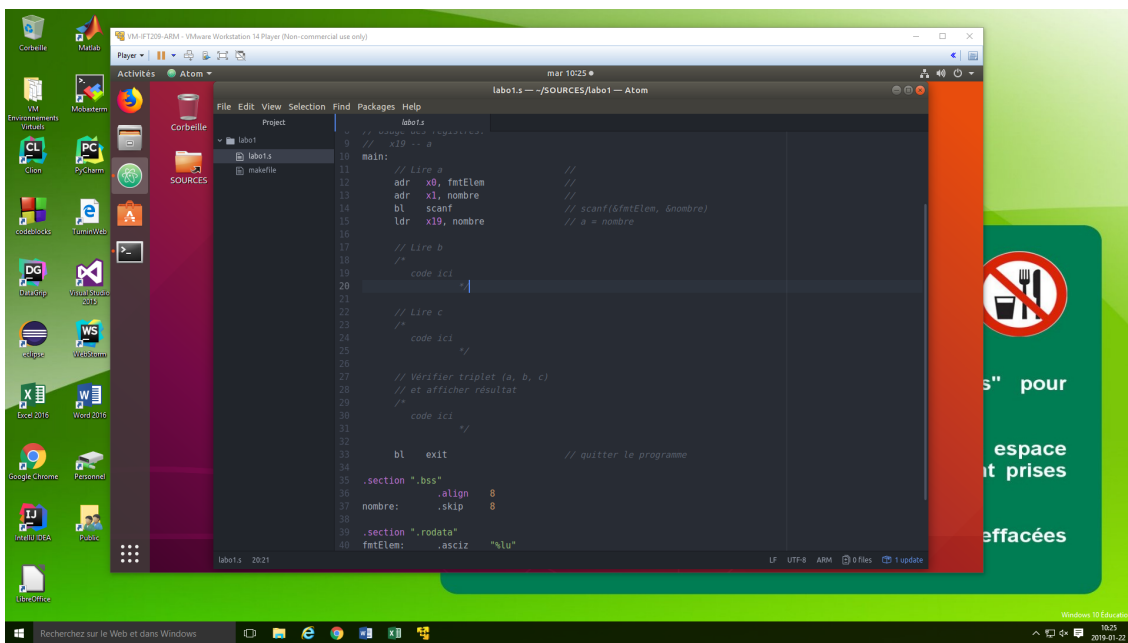 Corbeille
Matlab
VM Environnements Virtuels
Mobaxterm
Clion
PyCharm
codeblocks
TuminWeb
DataGrip
Visual Studio 2015
eclipse
WebStorm
Excel 2016
Word 2016
Google Chrome
Personnel
IntelliJ IDEA
Public
LibreOffice
VM-IFT209-ARM - VMware Workstation 14 Player (Non-commercial use only)
Player
Activités Atom mar 10:25
labo1.s — ~/SOURCES/labo1 — Atom
File Edit View Selection Find Packages Help
Corbeille
SOURCES
Project
labo1
labo1.s
makefile
labo1.s
8 // Usage des registres:
9 // x19 -- a
10 main:
11 // Lire a //
12 adr x0, fmtElem //
13 adr x1, nombre //
14 bl scanf // scanf(&fmtElem, &nombre)
15 ldr x19, nombre // a = nombre
16
17 // Lire b
18 /*
19 code ici
20 */
21
22 // Lire c
23 /*
24 code ici
25 */
26
27 // Vérifier triplet (a, b, c)
28 // et afficher résultat
29 /*
30 code ici
31 */
32
33 bl exit // quitter le programme
34
35 .section ".bss"
36 .align 8
37 nombre: .skip 8
38
39 .section ".rodata"
40 fmtElem: .asciz "%lu"
labo1.s 20:21 LF UTF-8 ARM 0 files 1 update
s" pour
espace
nt prises
effacées
Windows 10 Éducatio
Recherchez sur le Web et dans Windows
10:25
2019-01-22